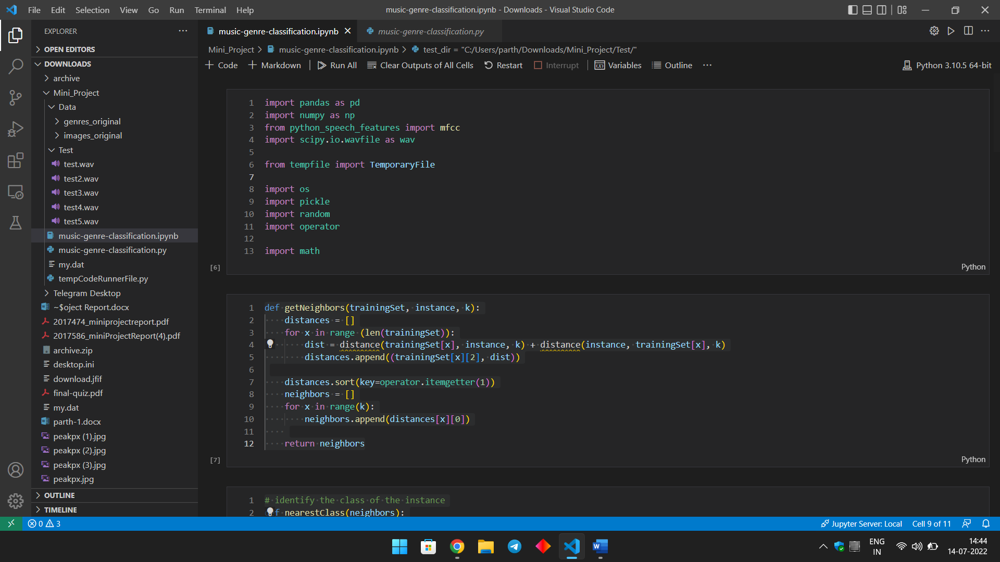 File Edit Selection View Go Run Terminal Help
music-genre-classification.ipynb - Downloads - Visual Studio Code
EXPLORER
OPEN EDITORS
DOWNLOADS
archive
Mini_Project
Data
genres_original
images_original
Test
test.wav
test2.wav
test3.wav
test4.wav
test5.wav
music-genre-classification.ipynb
music-genre-classification.py
my.dat
tempCodeRunnerFile.py
Telegram Desktop
~$oject Report.docx
2017474_miniprojectreport.pdf
2017586_miniProjectReport(4).pdf
archive.zip
desktop.ini
download.jfif
final-quiz.pdf
my.dat
parth-1.docx
peakpx (1).jpg
peakpx (2).jpg
peakpx (3).jpg
peakpx.jpg
OUTLINE
TIMELINE
music-genre-classification.ipynb
music-genre-classification.py
Mini_Project > music-genre-classification.ipynb > test_dir = "C:/Users/parth/Downloads/Mini_Project/Test/"
+ Code + Markdown | Run All Clear Outputs of All Cells Restart Interrupt | Variables Outline ···
Python 3.10.5 64-bit
1 import pandas as pd
2 import numpy as np
3 from python_speech_features import mfcc
4 import scipy.io.wavfile as wav
5
6 from tempfile import TemporaryFile
7
8 import os
9 import pickle
10 import random
11 import operator
12
13 import math
[6]
Python
1 def getNeighbors(trainingSet, instance, k):
2     distances = []
3     for x in range (len(trainingSet)):
4         dist = distance(trainingSet[x], instance, k) + distance(instance, trainingSet[x], k)
5         distances.append((trainingSet[x][2], dist))
6
7     distances.sort(key=operator.itemgetter(1))
8     neighbors = []
9     for x in range(k):
10         neighbors.append(distances[x][0])
11
12     return neighbors
[7]
Python
1 # identify the class of the instance
2 def nearestClass(neighbors):
0 3
Jupyter Server: Local Cell 9 of 11
ENG
IN
14:44
14-07-2022